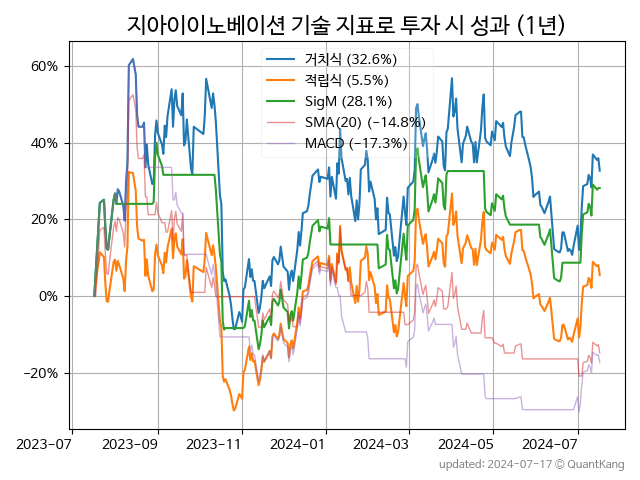 지아이이노베이션 기술 지표로 투자 시 성과 (1년)
거치식 (32.6%)
적립식 (5.5%)
SigM (28.1%)
SMA(20) (−14.8%)
MACD (−17.3%)
60%
40%
20%
0%
−20%
2023−07 2023−09 2023−11 2024−01 2024−03 2024−05 2024−07
updated: 2024-07-17 © QuantKang